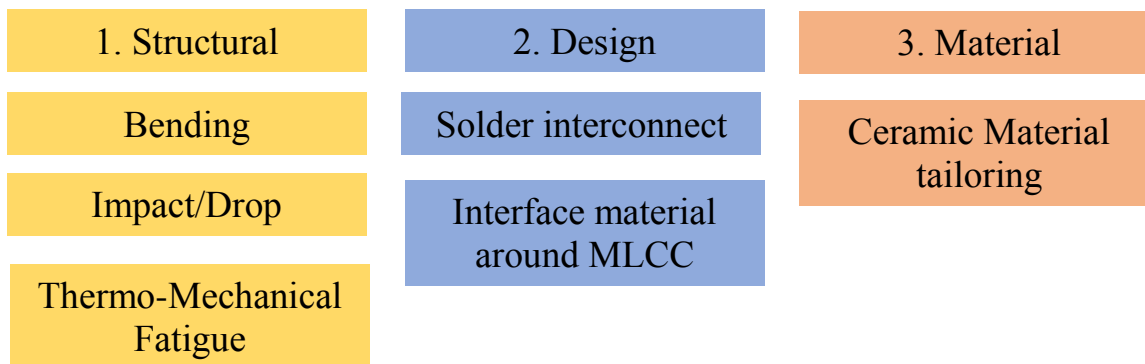 1. Structural
Bending
Impact/Drop
Thermo-Mechanical
Fatigue
2. Design
Solder interconnect
Interface material
around MLCC
3. Material
Ceramic Material
tailoring